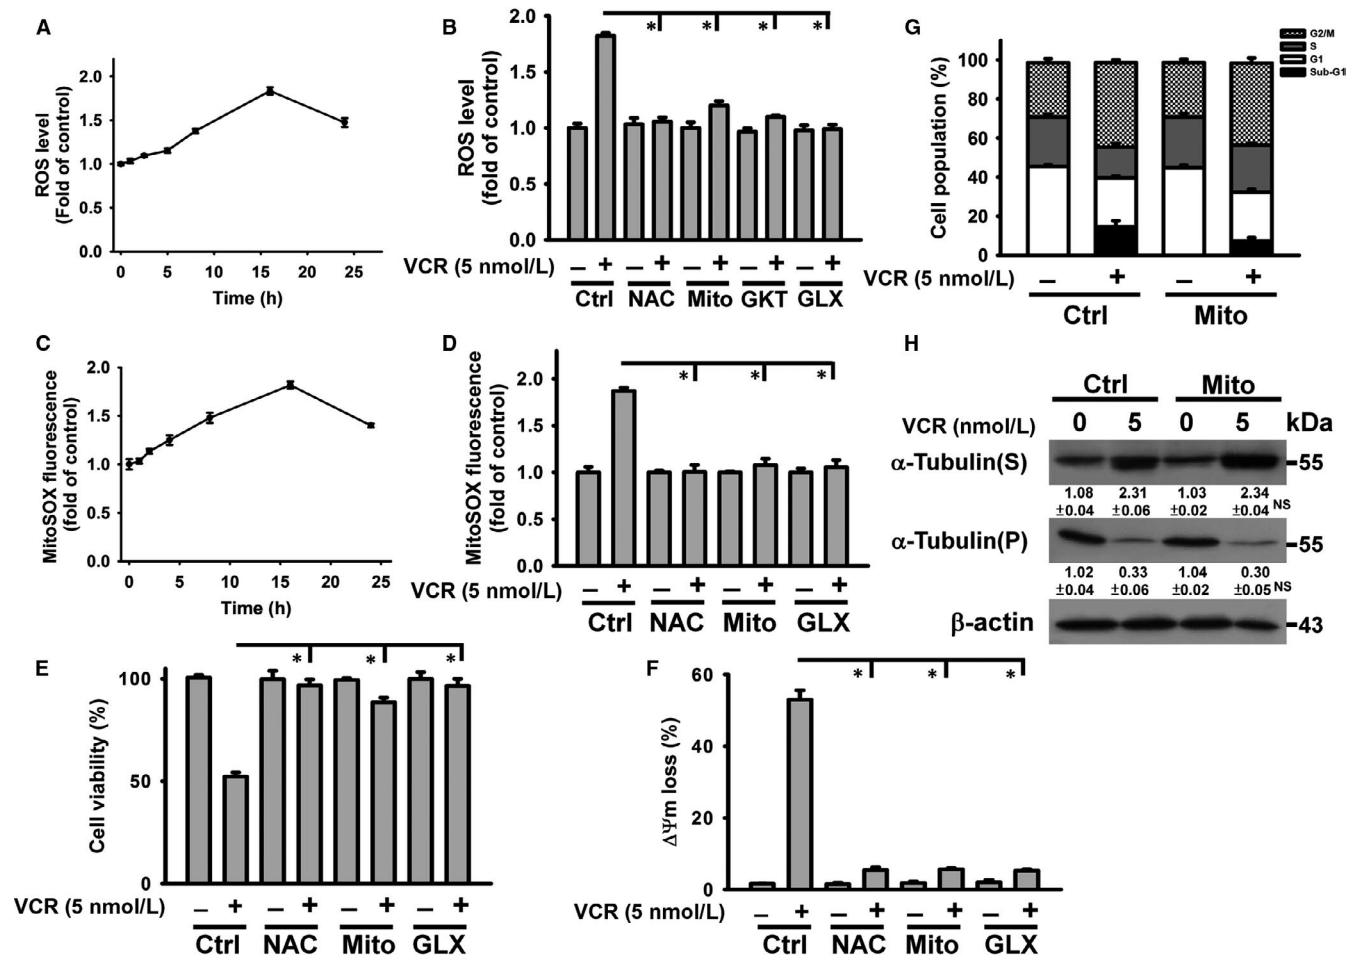 A
ROS level
(Fold of control)
2.0
1.5
1.0
0.5
0.0
0 5 10 15 20 25
Time (h)
B
ROS level
(fold of control)
2.0
1.5
1.0
0.5
0.0
* * * *
VCR (5 nmol/L) – + – + – + – + – +
Ctrl NAC Mito GKT GLX
G
Cell population (%)
100
80
60
40
20
0
G2/M
S
G1
Sub-G1
VCR (5 nmol/L) – + – +
Ctrl Mito
C
MitoSOX fluorescence
(fold of control)
2.0
1.5
1.0
0.5
0.0
0 5 10 15 20 25
Time (h)
D
MitoSOX fluorescence
(fold of control)
2.0
1.5
1.0
0.5
0.0
* * *
VCR (5 nmol/L) – + – + – + – +
Ctrl NAC Mito GLX
H
Ctrl Mito
VCR (nmol/L) 0 5 0 5 kDa
α-Tubulin(S) 55
1.08 2.31 1.03 2.34
±0.04 ±0.06 ±0.02 ±0.04 NS
α-Tubulin(P) 55
1.02 0.33 1.04 0.30
±0.04 ±0.06 ±0.02 ±0.05 NS
β-actin 43
E
Cell viability (%)
100
50
0
* * *
VCR (5 nmol/L) – + – + – + – +
Ctrl NAC Mito GLX
F
ΔΨm loss (%)
60
40
20
0
* * *
VCR (5 nmol/L) – + – + – + – +
Ctrl NAC Mito GLX